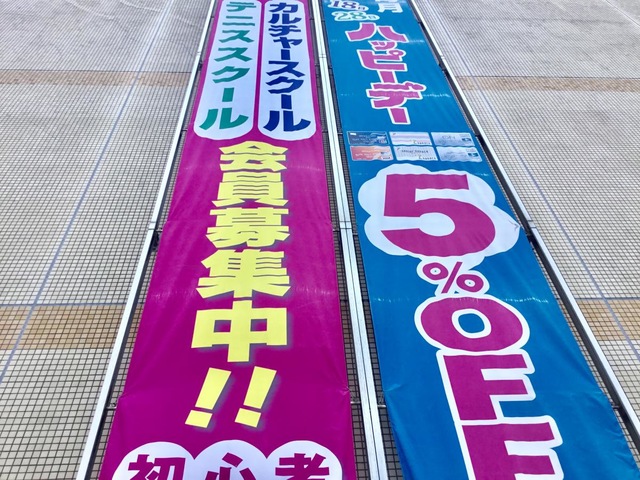 カルチャースクール
テニススクール
会員募集中!!
初心者
月
18日
28日
ハッピーデー
5%OFF